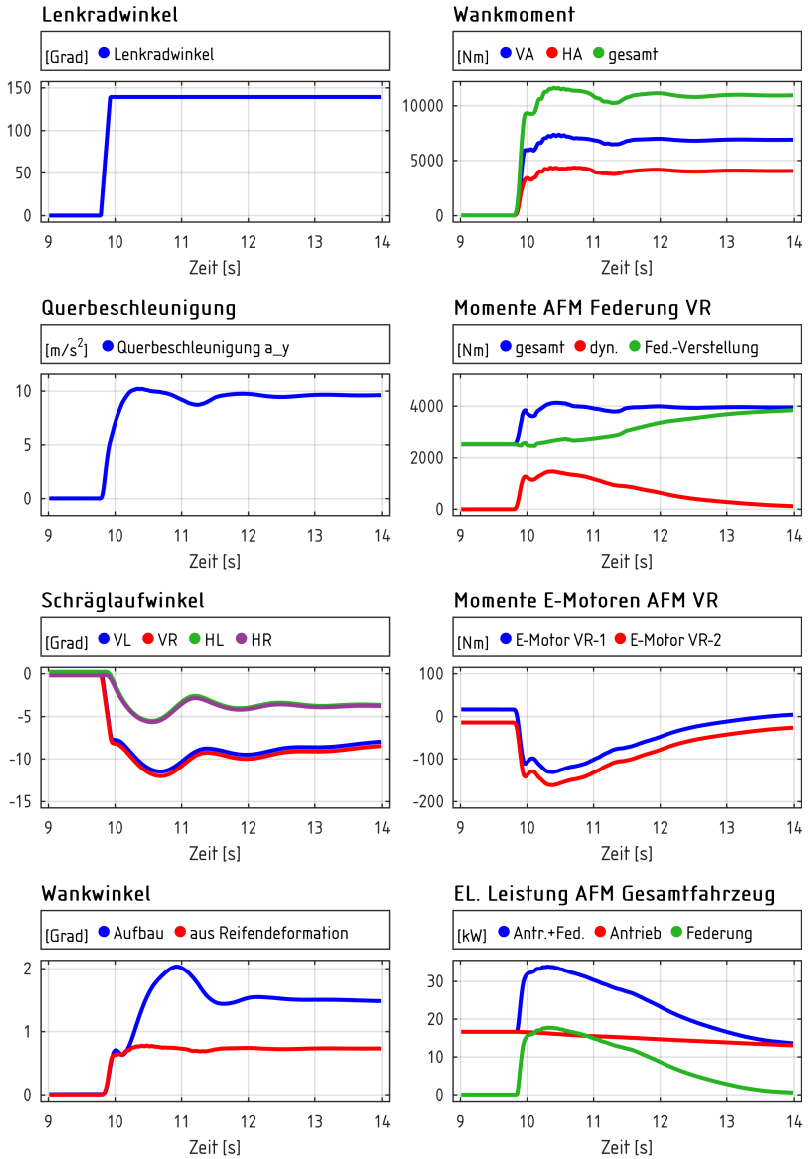 Lenkradwinkel
[Grad] Lenkradwinkel
150
100
50
0
9 10 11 12 13 14
Zeit [s]
Wankmoment
[Nm] VA HA gesamt
10000
5000
0
9 10 11 12 13 14
Zeit [s]
Querbeschleunigung
[m/s²] Querbeschleunigung a_y
10
5
0
9 10 11 12 13 14
Zeit [s]
Momente AFM Federung VR
[Nm] gesamt dyn. Fed.-Verstellung
4000
2000
0
9 10 11 12 13 14
Zeit [s]
Schräglaufwinkel
[Grad] VL VR HL HR
0
-5
-10
-15
9 10 11 12 13 14
Zeit [s]
Momente E-Motoren AFM VR
[Nm] E-Motor VR-1 E-Motor VR-2
100
0
-100
-200
9 10 11 12 13 14
Zeit [s]
Wankwinkel
[Grad] Aufbau aus Reifendeformation
2
1
0
9 10 11 12 13 14
Zeit [s]
EL. Leistung AFM Gesamtfahrzeug
[kW] Antr.+Fed. Antrieb Federung
30
20
10
0
9 10 11 12 13 14
Zeit [s]